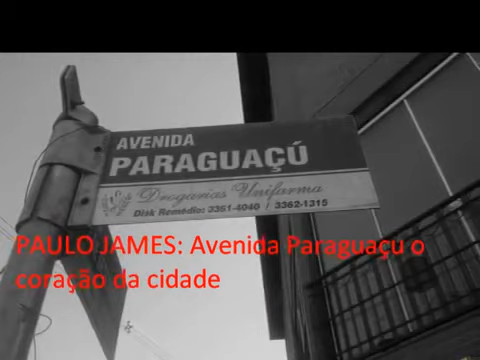 AVENIDA
PARAGUAÇÚ
Drogarias Unifarma
Disk Remédio: 3361-4040 / 3362-1315
PAULO JAMES: Avenida Paraguaçu o
coração da cidade